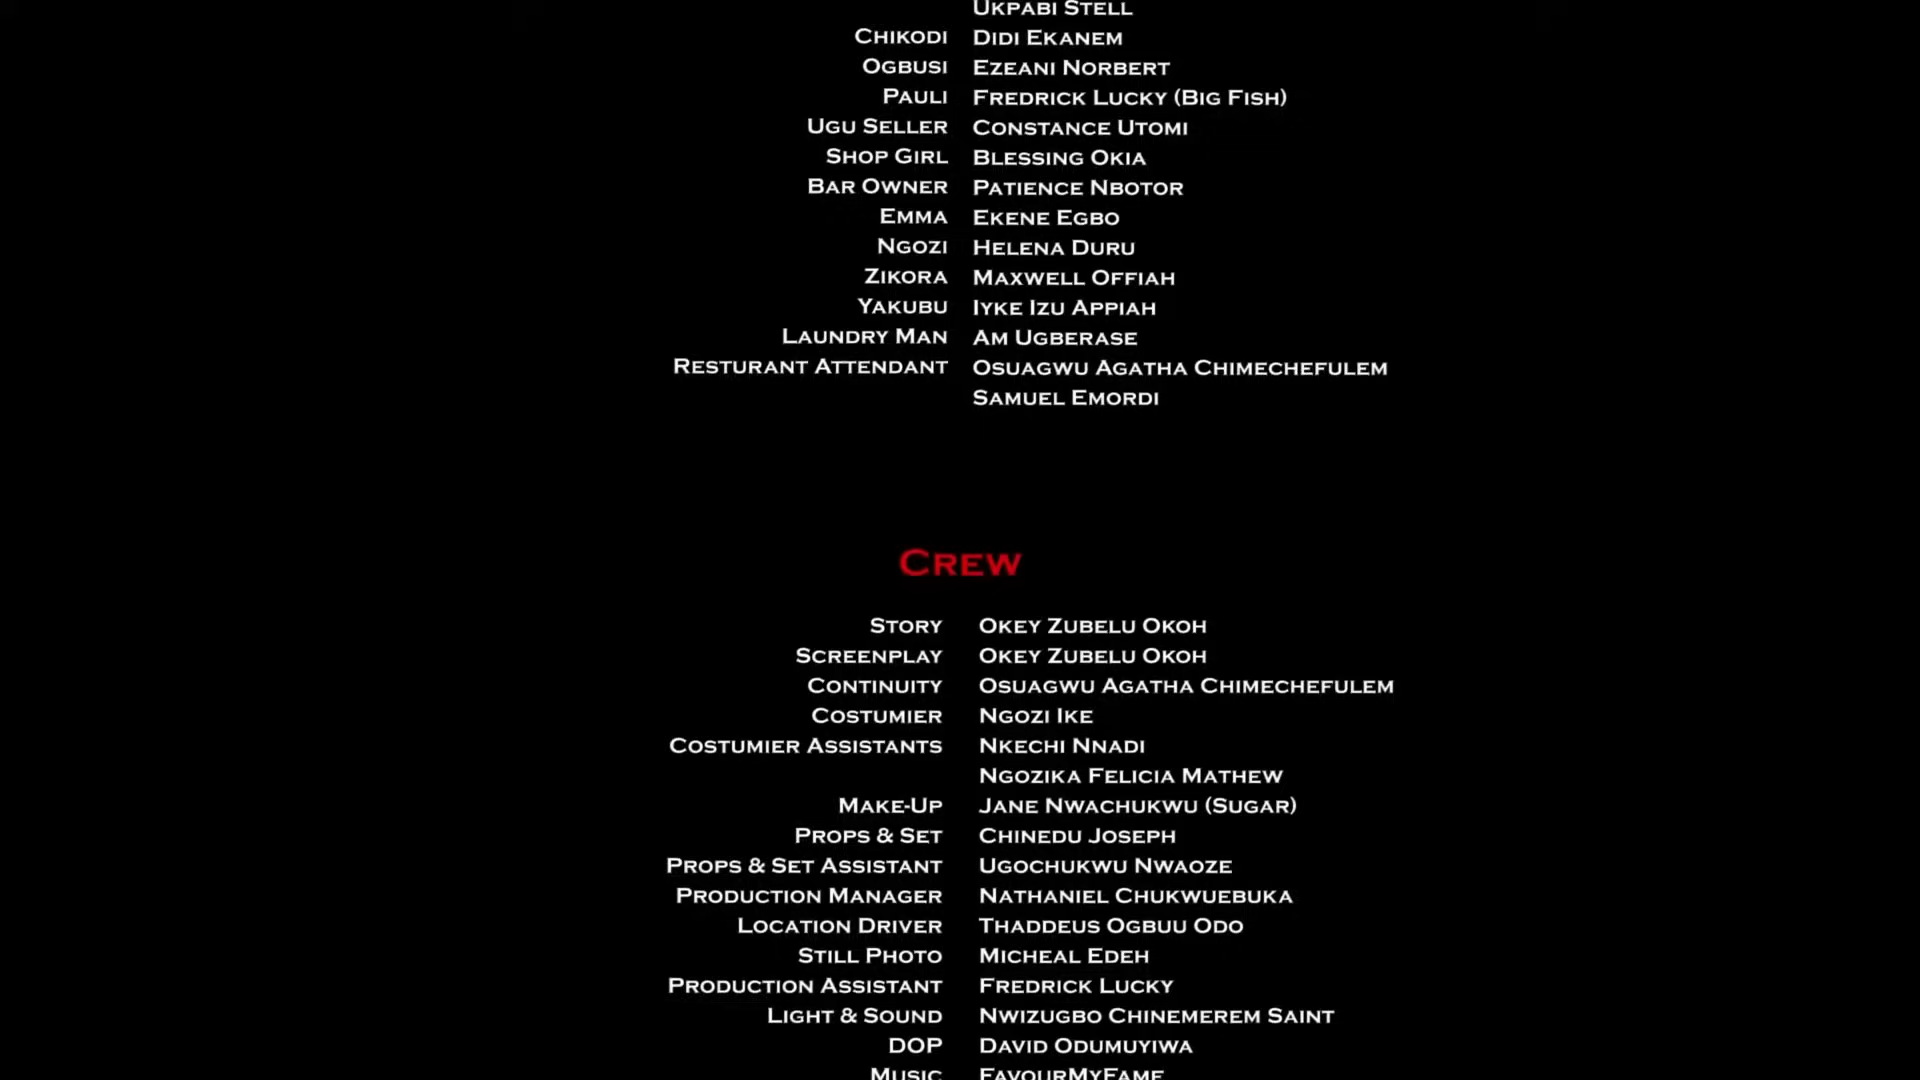 Ukpabi Stell
Chikodi Didi Ekanem
Ogbusi Ezeani Norbert
Pauli Fredrick Lucky (Big Fish)
Ugu Seller Constance Utomi
Shop Girl Blessing Okia
Bar Owner Patience Nbotor
Emma Ekene Egbo
Ngozi Helena Duru
Zikora Maxwell Offiah
Yakubu Iyke Izu Appiah
Laundry Man Am Ugberase
Resturant Attendant Osuagwu Agatha Chimechefulem
Samuel Emordi
Crew
Story Okey Zubelu Okoh
Screenplay Okey Zubelu Okoh
Continuity Osuagwu Agatha Chimechefulem
Costumier Ngozi Ike
Costumier Assistants Nkechi Nnadi
Ngozika Felicia Mathew
Make-Up Jane Nwachukwu (Sugar)
Props & Set Chinedu Joseph
Props & Set Assistant Ugochukwu Nwaoze
Production Manager Nathaniel Chukwuebuka
Location Driver Thaddeus Ogbuu Odo
Still Photo Micheal Edeh
Production Assistant Fredrick Lucky
Light & Sound Nwizugbo Chinemerem Saint
DOP David Odumuyiwa
Music FavourMyFame